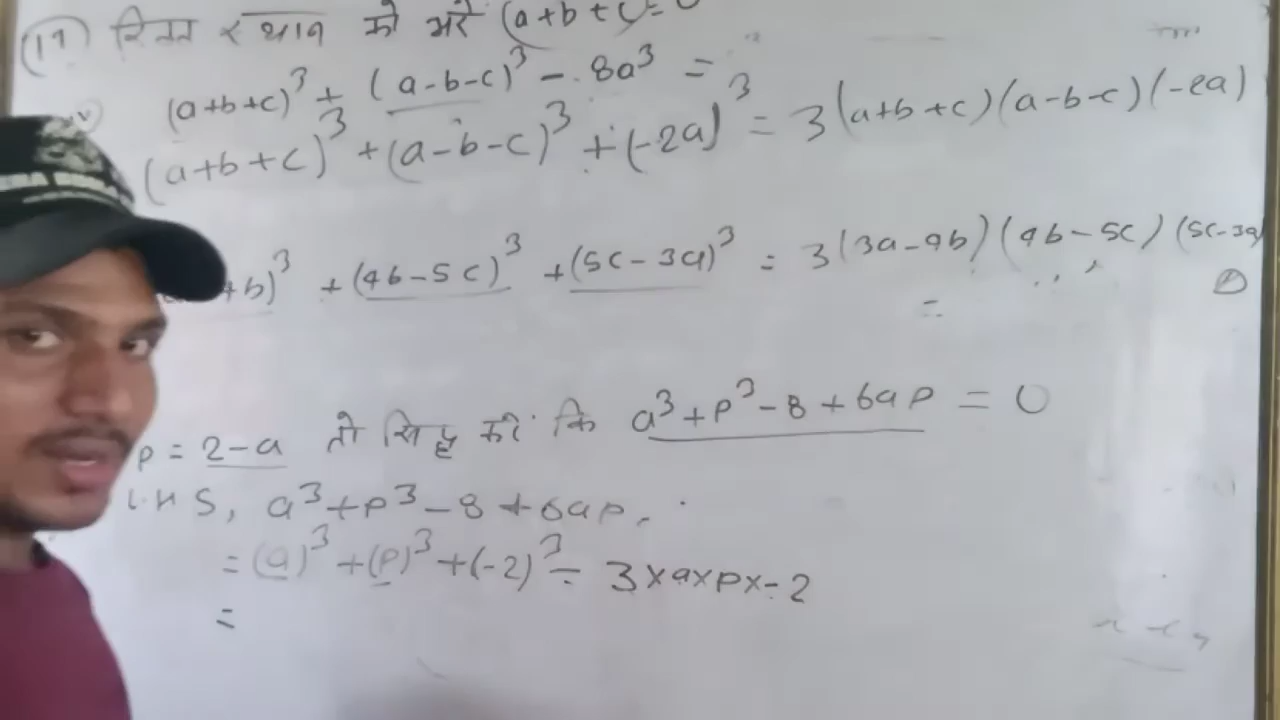 (17) रिक्त स्थान को भरें (a+b+c)=0
(a+b+c)³ + (a-b-c)³ - 8a³ =
(a+b+c)³ + (a-b-c)³ + (-2a)³ = 3(a+b+c)(a-b-c)(-2a)
+b)³ + (4b-5c)³ + (5c-3a)³ = 3(3a-4b)(4b-5c)(5c-3a)
=
p = 2-a तो सिद्ध करें कि a³+p³-8+6ap = 0
L.H S, a³+p³-8+6ap.
= (a)³ + (p)³ + (-2)³ - 3×a×p×-2
=